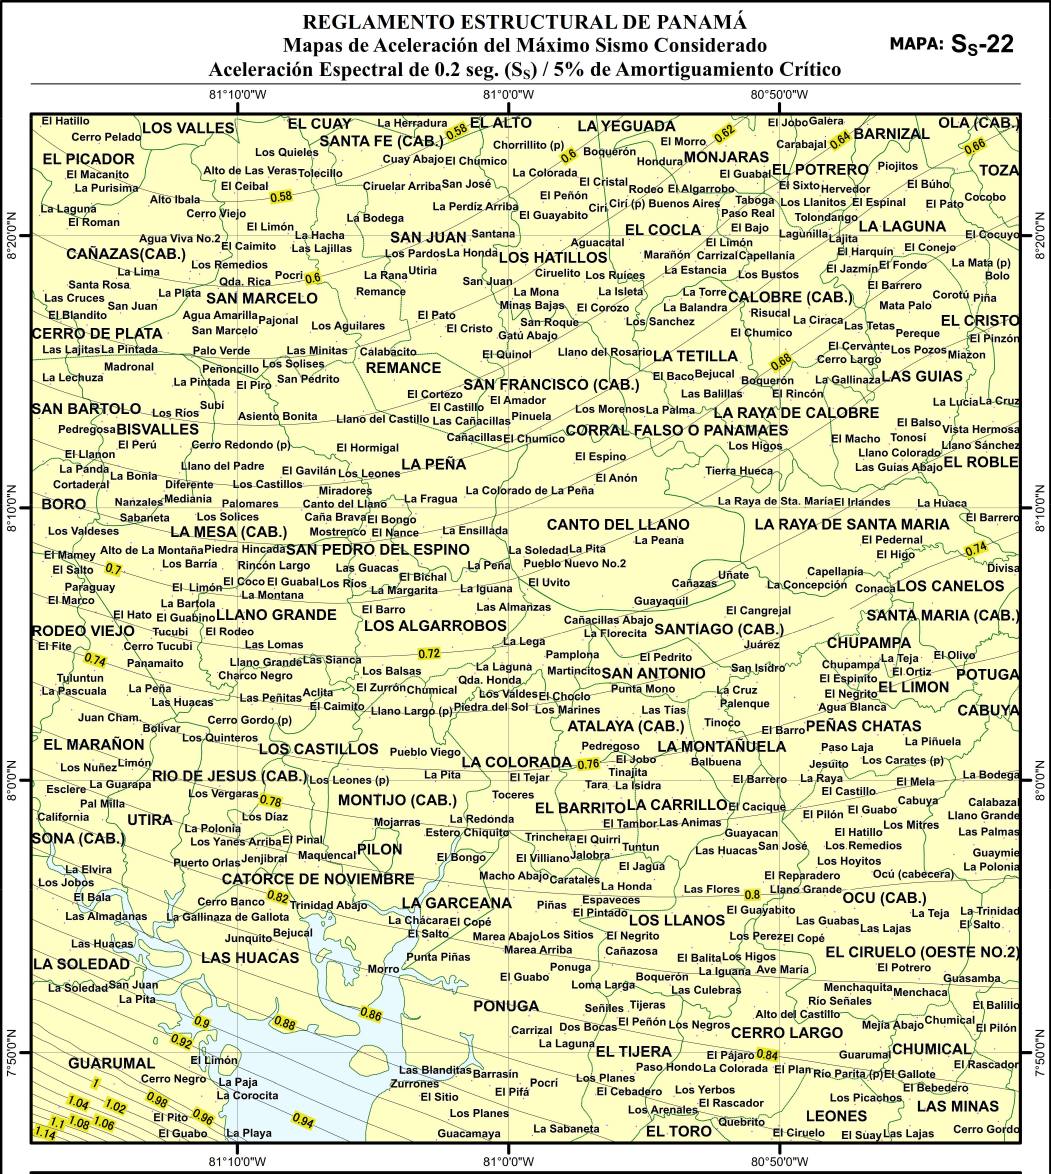 REGLAMENTO ESTRUCTURAL DE PANAMÁ
Mapas de Aceleración del Máximo Sismo Considerado
MAPA: SS-22
Aceleración Espectral de 0.2 seg. (SS) / 5% de Amortiguamiento Crítico
81°10'0"W 81°0'0"W 80°50'0"W
El Hatillo LOS VALLES EL CUAY La Herradura 0.58 EL ALTO LA YEGUADA 0.62 El Jobo Galera OLA (CAB.)
Cerro Pelado SANTA FE (CAB.) Chorrillito (p) El Morro Carabajal 0.64 BARNIZAL 0.66
EL PICADOR Los Quieles Cuay Abajo El Chumico 0.6 Boquerón Hondura MONJARAS EL POTRERO Piojitos TOZA
El Macanito Alto de Las Veras Tolecillo La Colorada El Guabal
La Purisima El Ceibal Ciruelar Arriba San José El Cristal Rodeo El Algarrobo El Sixto Hervedor El Búho
Alto Ibala 0.58 El Peñón Ciri Ciri (p) Buenos Aires Taboga Los Llanitos El Espinal El Pato Cocobo
La Laguna Cerro Viejo La Bodega La Perdiz Arriba El Guayabito Paso Real Tolondango
El Roman El Limón La Hacha SAN JUAN Santana EL COCLA El Bajo Lagunilla Lajita LA LAGUNA El Cocuyo
8°20'0"N 8°20'0"N
Agua Viva No.2 El Caimito Las Lajillas Los Pardos La Honda Aguacatal El Limón El Harquín El Conejo
CAÑAZAS(CAB.) Los Remedios LOS HATILLOS Marañón Carrizal Capellanía El Jazmín El Fondo La Mata (p)
La Lima Qda. Rica Pocri 0.6 La Rana Utiria Ciruelito Los Ruíces La Estancia Los Bustos Bolo
Santa Rosa La Plata Remance San Juan La Mona La Isleta La Torre El Barrero
Las Cruces San Juan SAN MARCELO Minas Bajas El Corozo La Balandra CALOBRE (CAB.) Mata Palo Corotú Piña
El Blandito Agua Amarilla Pajonal El Pato San Roque Los Sanchez Risucal La Ciraca EL CRISTO
CERRO DE PLATA San Marcelo Los Aguilares El Cristo Gatú Abajo El Chumico Las Tetas Pereque El Pinzón
Las Lajitas La Pintada Palo Verde Las Minitas Calabacito El Quinol Llano del Rosario LA TETILLA 0.68 El Cervante Los Pozos Miazon
Madronal Peñoncillo Los Solises REMANCE Cerro Largo
La Lechuza La Pintada El Piro San Pedrito SAN FRANCISCO (CAB.) El Baco Bejucal Boquerón La Gallinaza LAS GUIAS
El Cortezo El Amador Las Balillas El Rincón
SAN BARTOLO Los Ríos Subí El Castillo Los Morenos La Palma LA RAYA DE CALOBRE La Lucia La Cruz
Asiento Bonita Llano del Castillo Las Cañacillas Pinuela
Pedregosa BISVALLES Cañacillas El Chumico CORRAL FALSO O PANAMAES El Balso Vista Hermosa
El Perú Cerro Redondo (p) El Hormigal Los Higos El Macho Tonosí Llano Sánchez
El Llanon El Espino Llano Colorado
La Panda Llano del Padre El Gavilán Los Leones LA PEÑA Tierra Hueca Las Guias Abajo EL ROBLE
Cortaderal La Bonia Diferente Los Castillos El Anón
Miradores La Colorado de La Peña
BORO Nanzales Mediania Palomares Canto del Llano La Fragua La Raya de Sta. María El Irlandes La Huaca
8°10'0"N 8°10'0"N
Sabaneta Los Solices Caña Brava El Bongo CANTO DEL LLANO LA RAYA DE SANTA MARIA El Barrero
Los Valdeses LA MESA (CAB.) Mostrenco El Nance La Ensillada La Peana El Pedernal
El Mamey Alto de La Montaña Piedra Hincada SAN PEDRO DEL ESPINO La Soledad La Pita El Higo 0.74
El Salto 0.7 Los Barría Rincón Largo Las Guacas La Peña Pueblo Nuevo No.2 Capellanía Divisa
Paraguay El Limón El Coco El Guabal Los Ríos El Bichal El Uvito Cañazas Uñate La Concepción Conaca LOS CANELOS
El Marco La Bartola La Montana La Margarita La Iguana Guayaquil
El Hato El Guabino LLANO GRANDE El Barro Las Almanzas El Cangrejal SANTA MARIA (CAB.)
RODEO VIEJO Tucubi El Rodeo LOS ALGARROBOS Cañacillas Abajo SANTIAGO (CAB.)
La Florecita
El Fite Cerro Tucubi Las Lomas La Lega Juárez CHUPAMPA
0.74 Panamaito Llano Grande Las Sianca 0.72 Pamplona El Pedrito Chupampa La Teja El Olivo
Tuluntun Charco Negro Los Balsas La Laguna Martincito SAN ANTONIO San Isidro El Espinito El Ortiz POTUGA
La Pascuala La Peña El Zurrón Chumical Qda. Honda Punta Mono La Cruz El Negrito EL LIMON
Las Huacas Las Peñitas Aclita Los Valdes El Choclo Palenque Agua Blanca
El Caimito Llano Largo (p) Piedra del Sol Los Marines Las Tias CABUYA
Juan Cham. Cerro Gordo (p) ATALAYA (CAB.) Tinoco El Barro PEÑAS CHATAS
Bolivar Los Quinteros
EL MARAÑON LOS CASTILLOS Pueblo Viego Pedregoso LA MONTAÑUELA Paso Laja La Piñuela
Los Nuñez Limón LA COLORADA 0.76 El Jobo Balbuena Jesúito Los Carates (p)
RIO DE JESUS (CAB.) Los Leones (p) La Pita El Tejar Tinajita El Barrero La Raya La Bodega
8°0'0"N 8°0'0"N
Esclere La Guarapa Tara La Isidra El Castillo El Mela
Pal Milla Los Vergaras 0.78 MONTIJO (CAB.) Toceres EL BARRITO LA CARRILLO El Cacique El Guabo Cabuya Calabazal
California UTIRA Los Díaz Mojarras La Redonda El Tambor Las Animas El Pilón Los Mitres Llano Grande
La Polonia Estero Chiquito Guayacan El Hatillo Las Palmas
SONA (CAB.) Los Yanes Arriba El Pinal PILON Trinchera El Quirri Tuntun Las Huacas San José Los Remedios
Puerto Orlas Jenjibral Maquencal El Bongo El Villiano Jalobra Los Hoyitos Guaymie
La Elvira CATORCE DE NOVIEMBRE Macho Abajo Caratales El Jagua El Reparadero Ocú (cabecera) La Polonia
Los Jobos La Honda Las Flores 0.8 Llano Grande
El Bala Cerro Banco 0.82 Trinidad Abajo LA GARCEANA Piñas Espaveces OCU (CAB.)
Las Almadanas La Gallinaza de Gallota La Chácara El Copé El Pintado LOS LLANOS El Guayabito Las Guabas La Teja La Trinidad
Junquito Bejucal El Salto Marea Abajo Los Sitios El Negrito Los Perez El Copé Las Lajas El Salto
Las Huacas Marea Arriba Cañazosa
LA SOLEDAD LAS HUACAS Punta Piñas El Balita Los Higos EL CIRUELO (OESTE NO.2)
Morro Ponuga La Iguana Ave María El Potrero
La Soledad San Juan El Guabo Loma Larga Boquerón Menchaquita Guasamba
La Pita Las Culebras Menchaca
0.9 0.88 0.86 PONUGA Señiles Tijeras Río Señales El Balillo
El Peñón Los Negros Alto del Castillo
0.92 Carrizal Dos Bocas CERRO LARGO Mejía Abajo Chumical El Pilón
La Laguna
GUARUMAL El Limón EL TIJERA El Pájaro 0.84 Guarumal CHUMICAL
7°50'0"N 7°50'0"N
1 Cerro Negro La Paja Las Blanditas Barrasín Paso Hondo La Colorada El Plan Rio Parita (p) El Gallote El Rascador
La Corocita Zurrones Pocrí Los Planes El Bebedero
1.04 1.02 0.98 El Sitio El Pifá El Cebadero Los Yerbos Los Picachos
1.1 1.08 1.06 El Pito 0.96 0.94 Los Planes Los Arenales El Rascador LEONES LAS MINAS
1.14 El Guabo La Playa Guacamaya La Sabaneta EL TORO Quebrito El Ciruelo El Suay Las Lajas Cerro Gordo
81°10'0"W 81°0'0"W 80°50'0"W